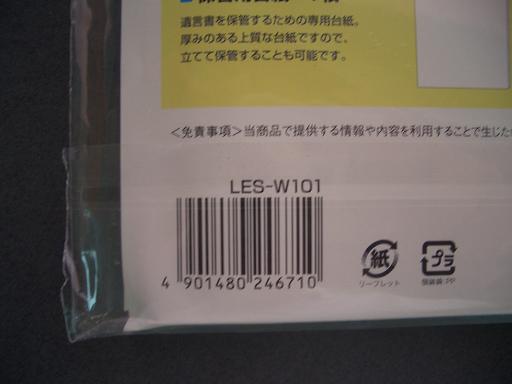 遺言書を保管するための専用台紙。
厚みのある上質な台紙ですので、
立てて保管することも可能です。
<免責事項>当商品で提供する情報や内容を利用することで生じた
LES-W101
4 901480 246710
紙
プラ
リーフレット
個装袋:PP